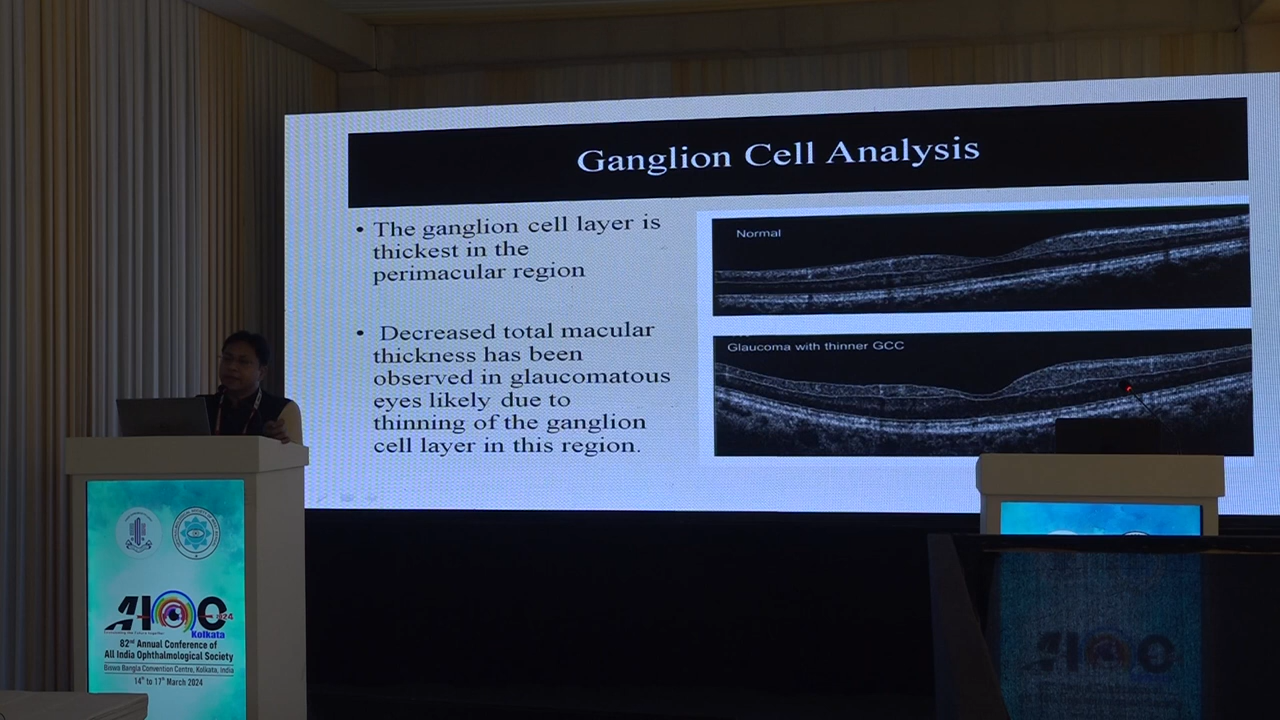 Ganglion Cell Analysis
• The ganglion cell layer is
thickest in the
perimacular region
• Decreased total macular
thickness has been
observed in glaucomatous
eyes likely due to
thinning of the ganglion
cell layer in this region.
Normal
Glaucoma with thinner GCC
AIOC 2024
Kolkata
82nd Annual Conference of
All India Ophthalmological Society
Biswa Bangla Convention Centre, Kolkata, India
14th to 17th March 2024
AIOC